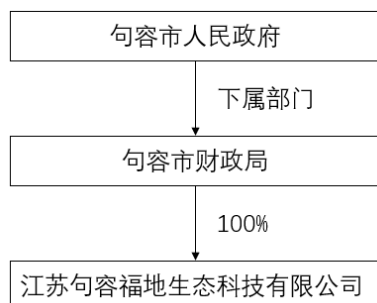 句容市人民政府
下属部门
句容市财政局
100%
江苏句容福地生态科技有限公司